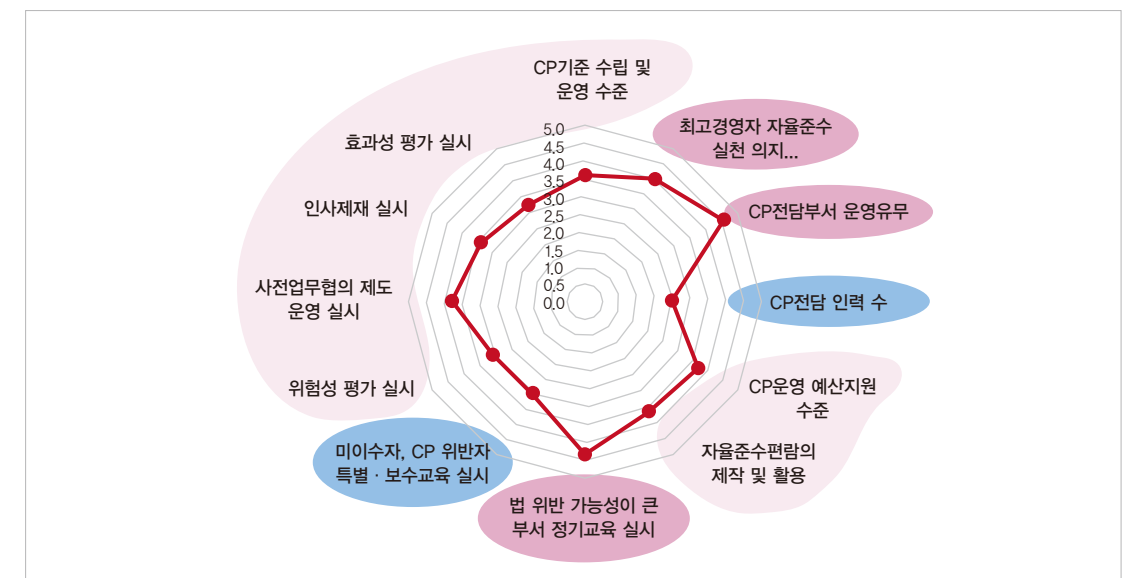 CP기준 수립 및
운영 수준
최고경영자 자율준수
실천 의지...
CP전담부서 운영유무
CP전담 인력 수
CP운영 예산지원
수준
자율준수편람의
제작 및 활용
법 위반 가능성이 큰
부서 정기교육 실시
미이수자, CP 위반자
특별 · 보수교육 실시
위험성 평가 실시
사전업무협의 제도
운영 실시
인사제재 실시
효과성 평가 실시
5.0
4.5
4.0
3.5
3.0
2.5
2.0
1.5
1.0
0.5
0.0